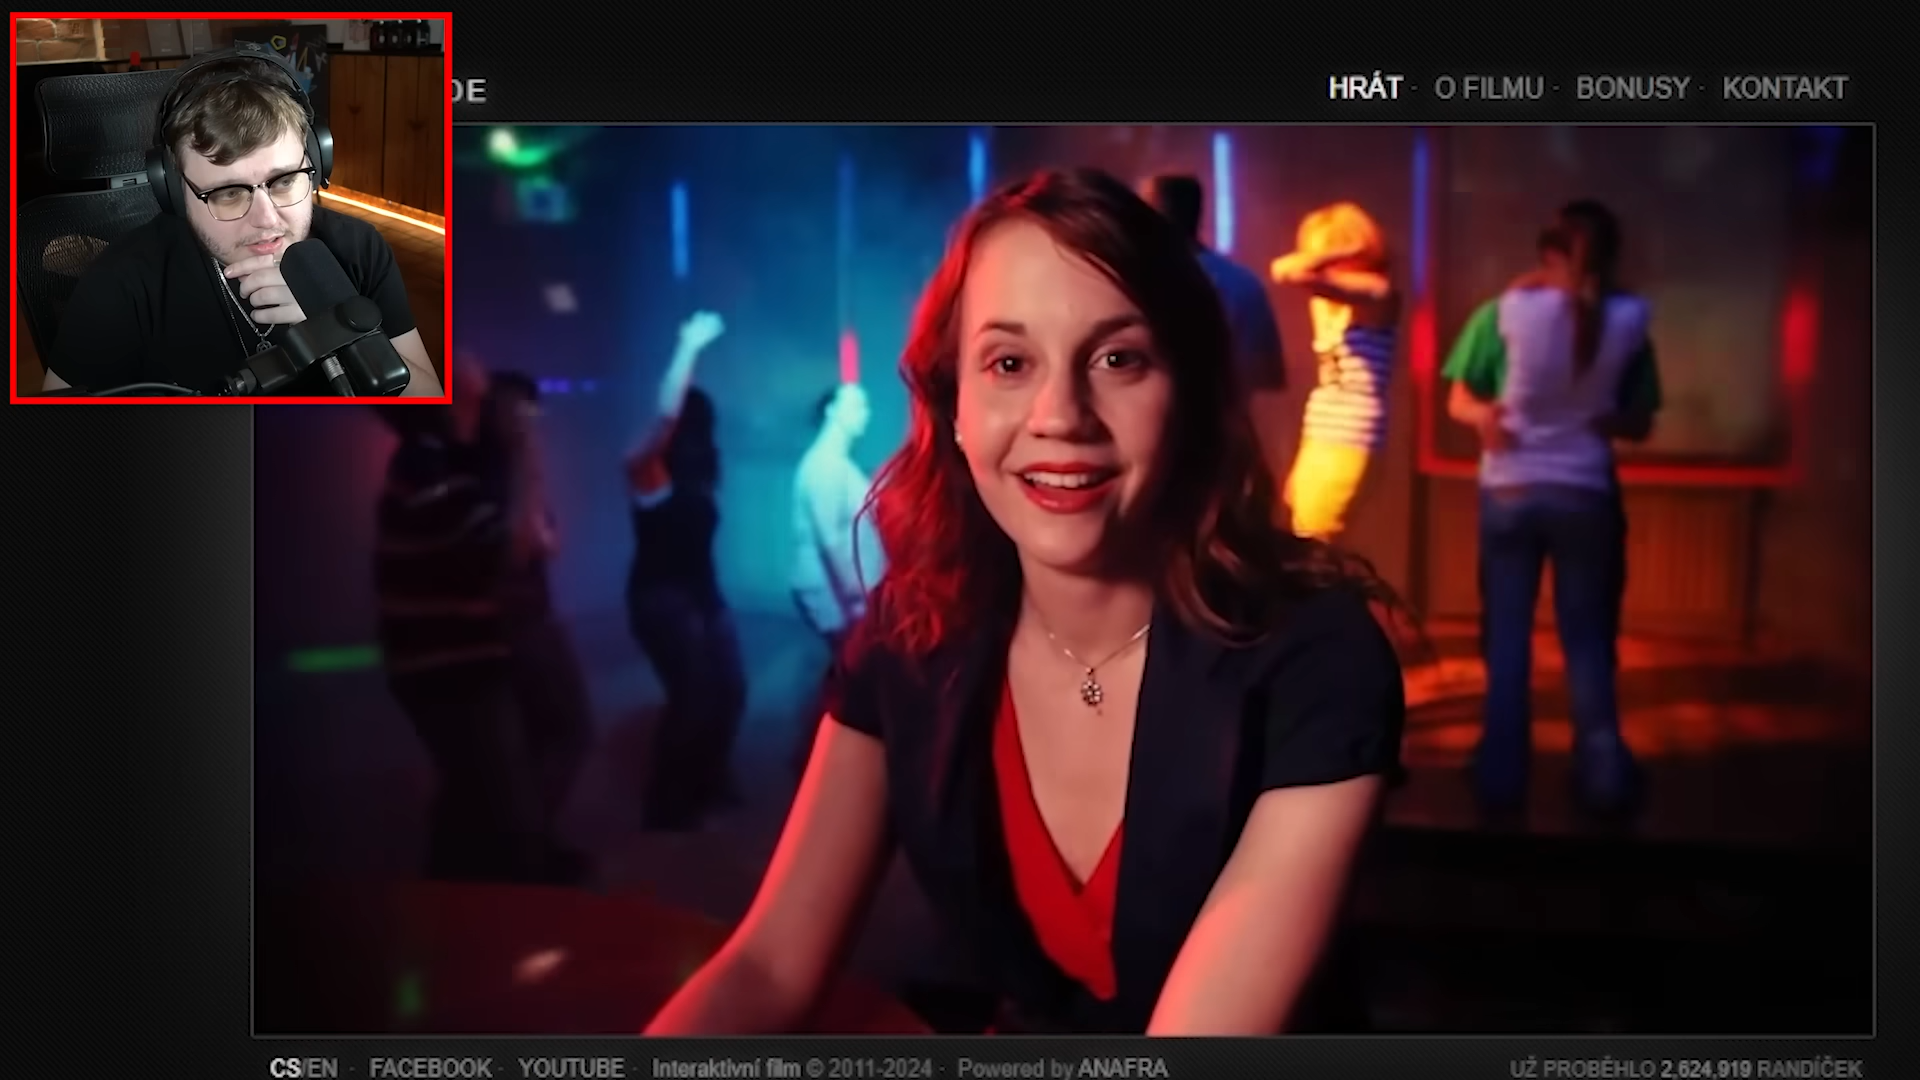 DE
HRÁT · O FILMU · BONUSY · KONTAKT
CS/EN · FACEBOOK · YOUTUBE · Interaktivní film © 2011-2024 · Powered by ANAFRA
UŽ PROBĚHLO 2,624,919 RANDÍČEK